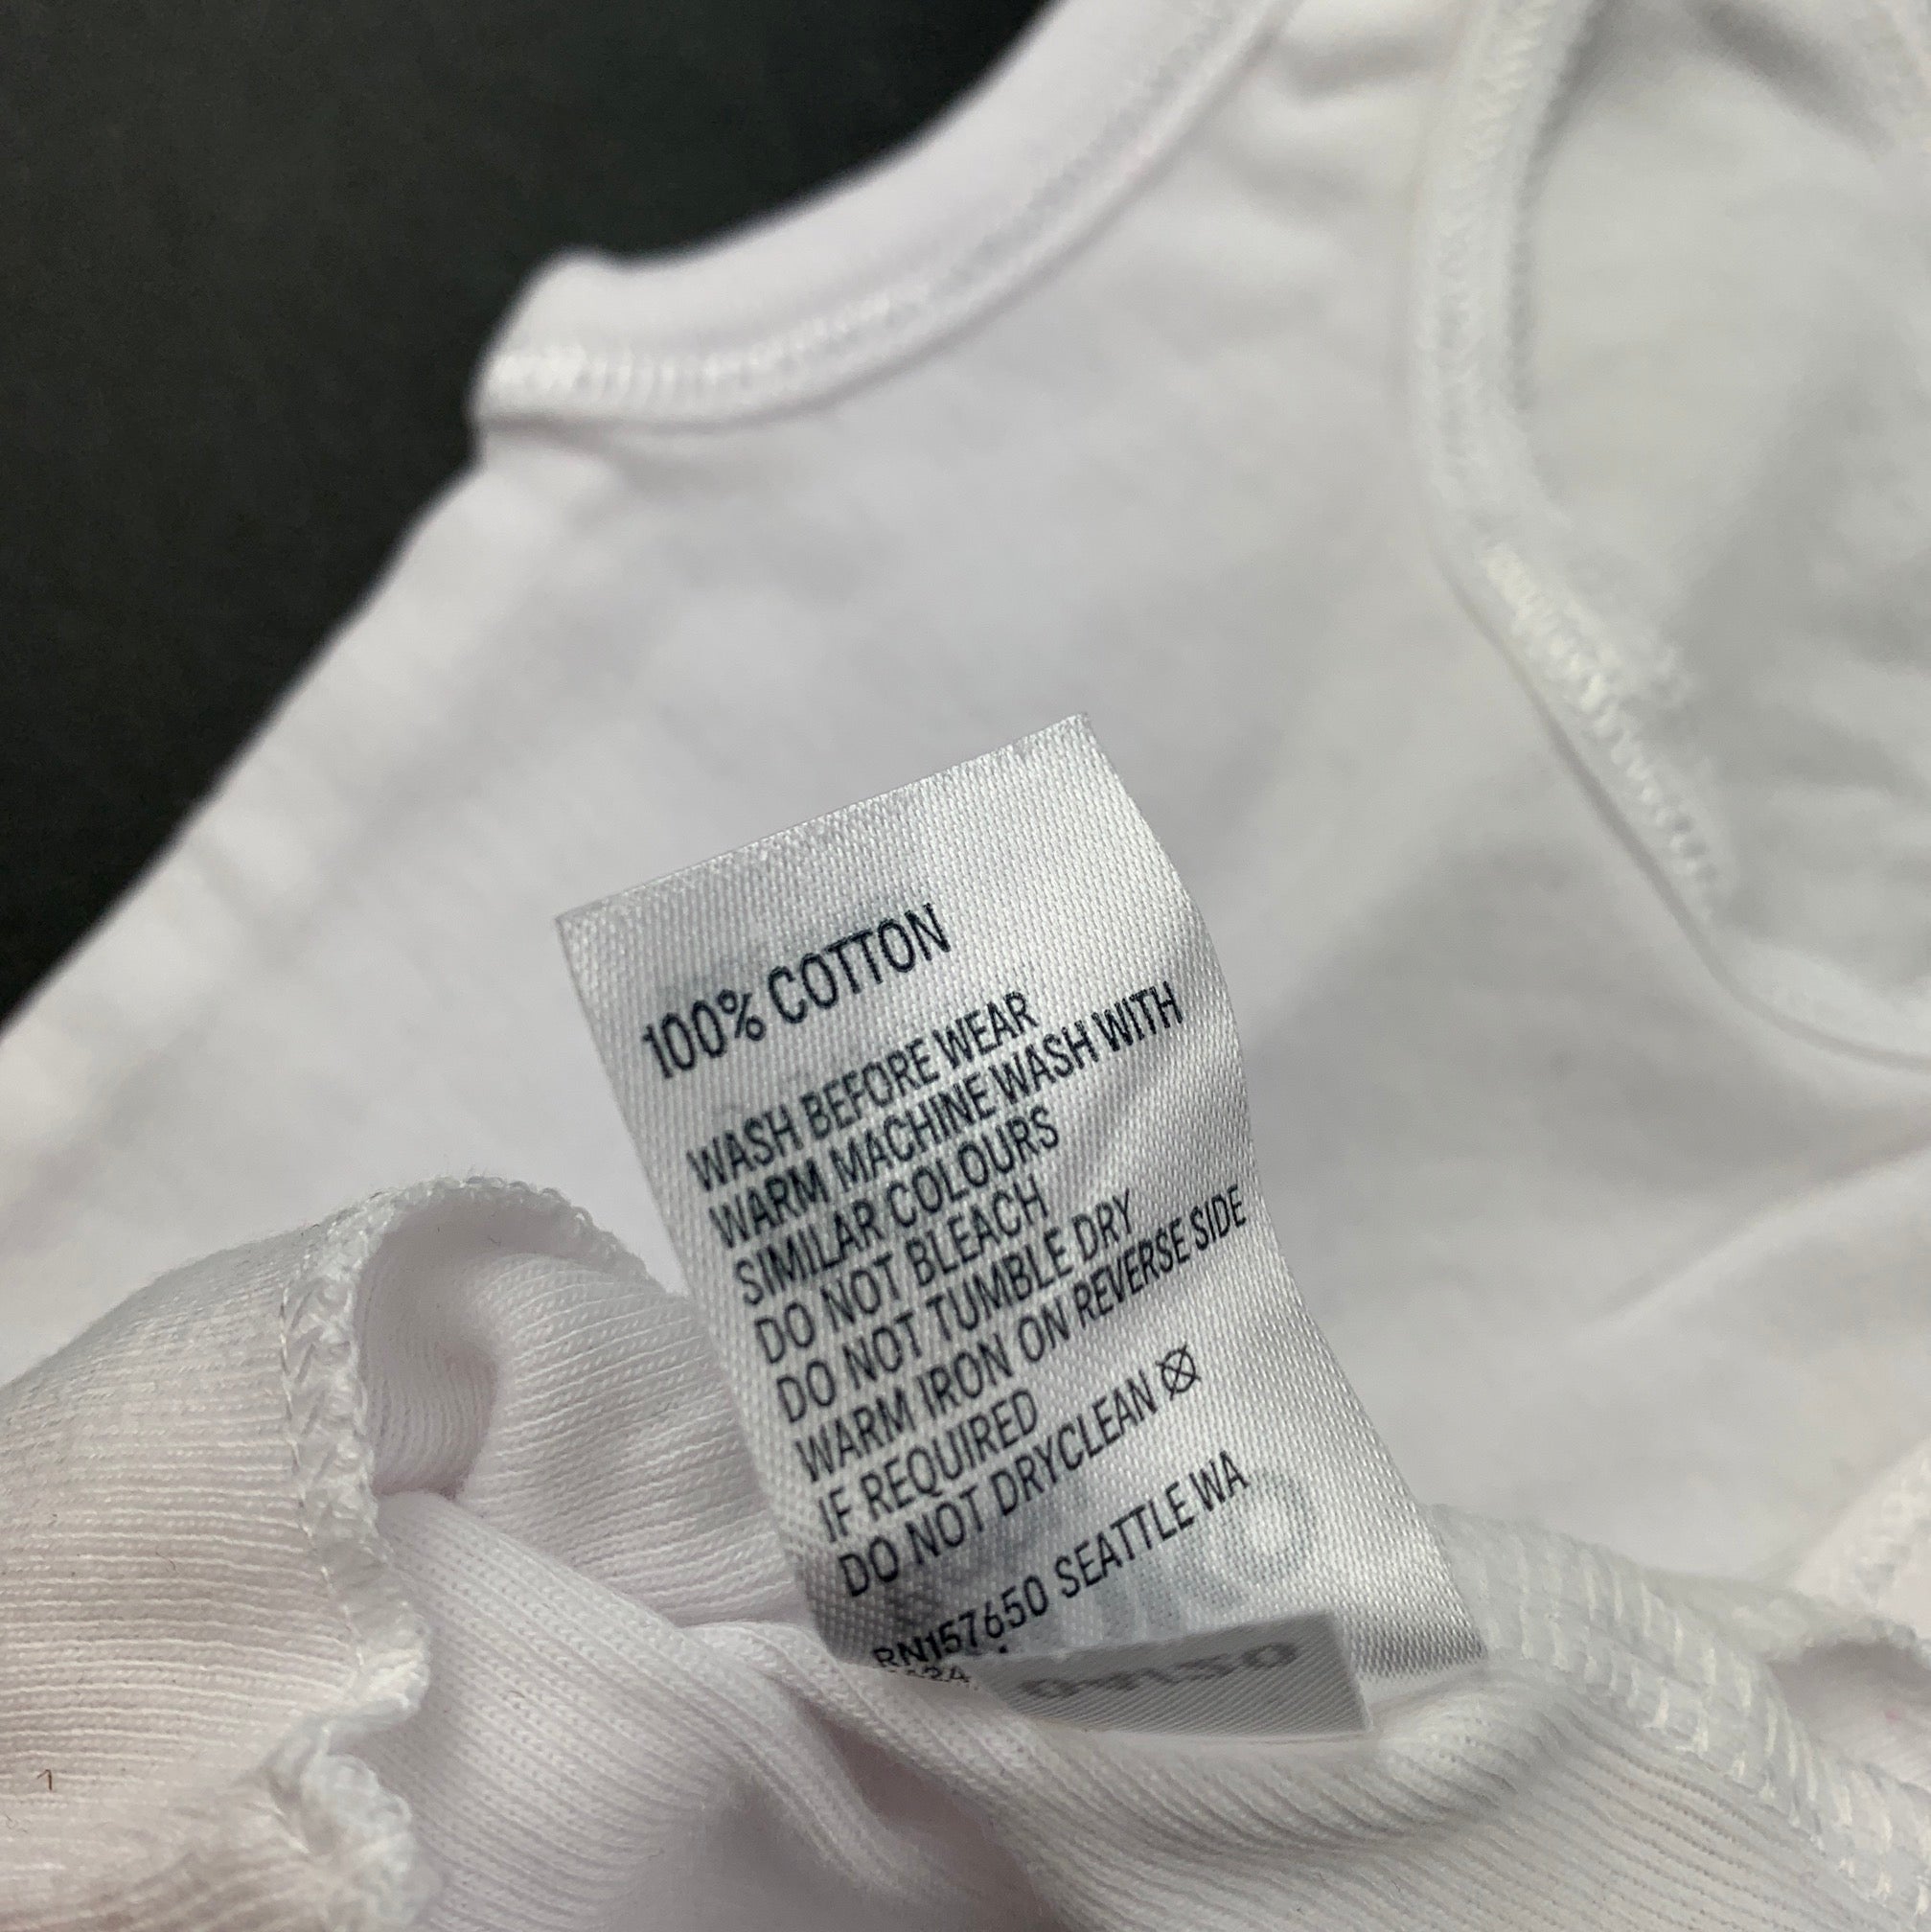 100% COTTON
WASH BEFORE WEAR
WARM MACHINE WASH WITH
SIMILAR COLOURS
DO NOT BLEACH
DO NOT TUMBLE DRY
WARM IRON ON REVERSE SIDE
IF REQUIRED
DO NOT DRYCLEAN
RN157650 SEATTLE WA